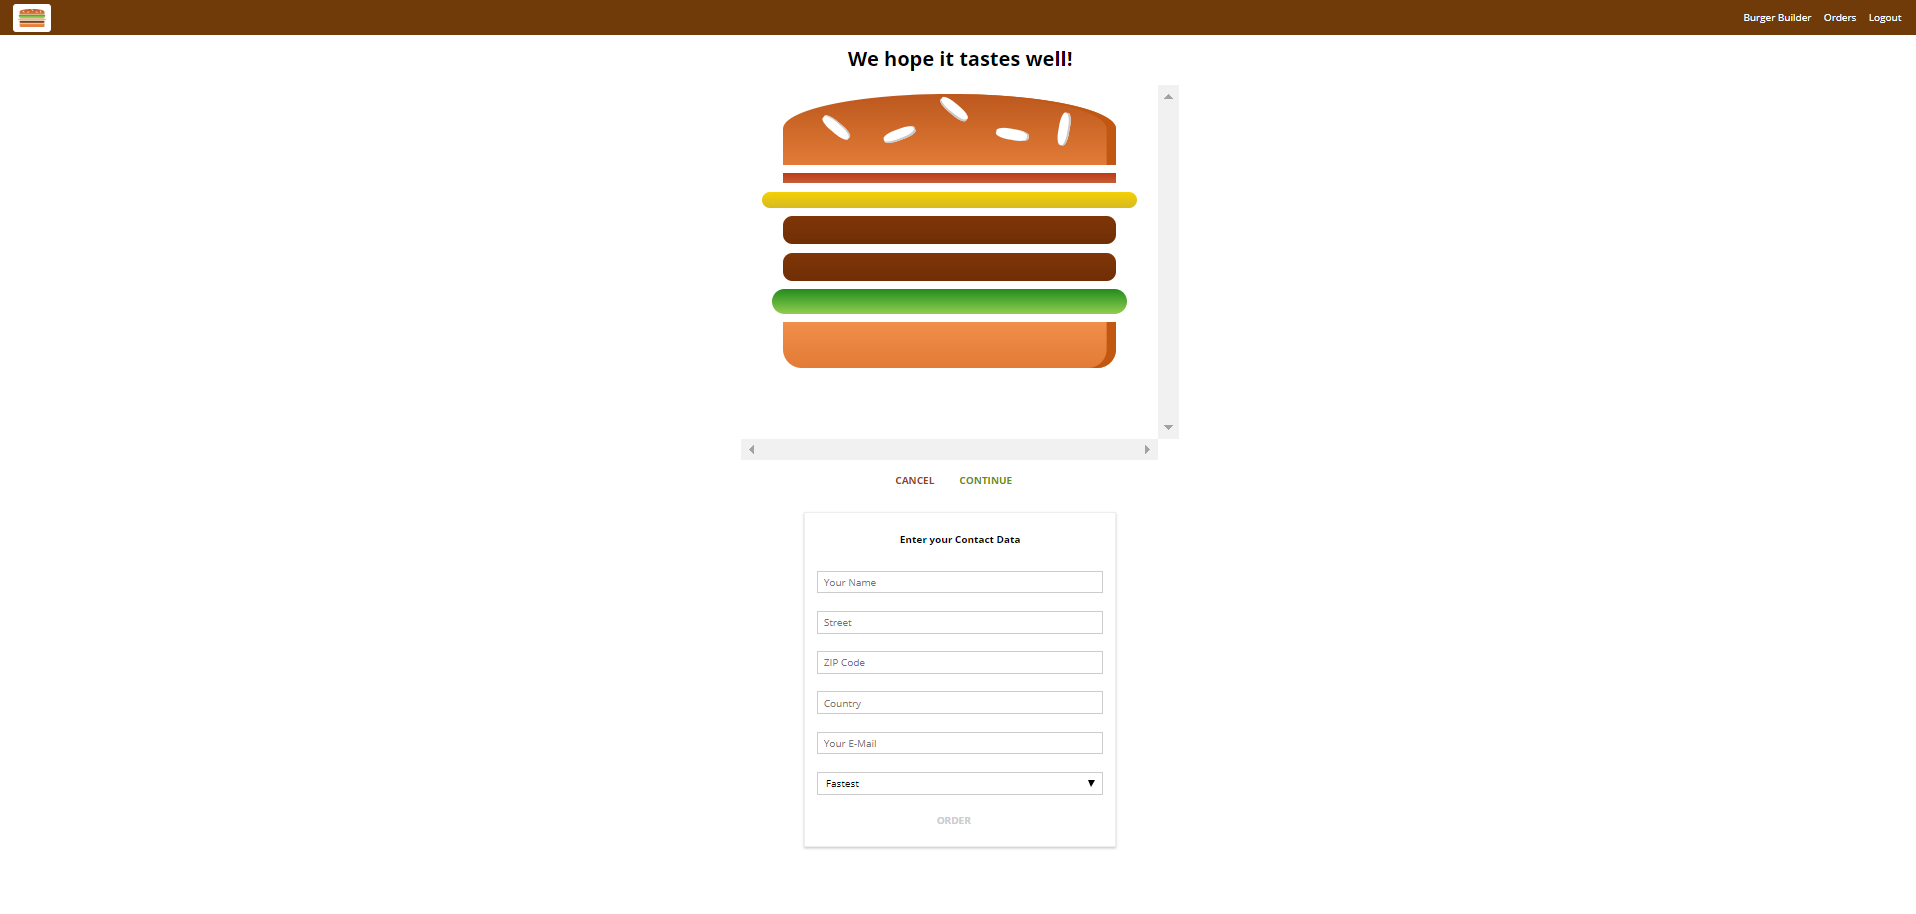 Burger Builder Orders Logout
We hope it tastes well!
CANCEL CONTINUE
Enter your Contact Data
Your Name
Street
ZIP Code
Country
Your E-Mail
Fastest
ORDER